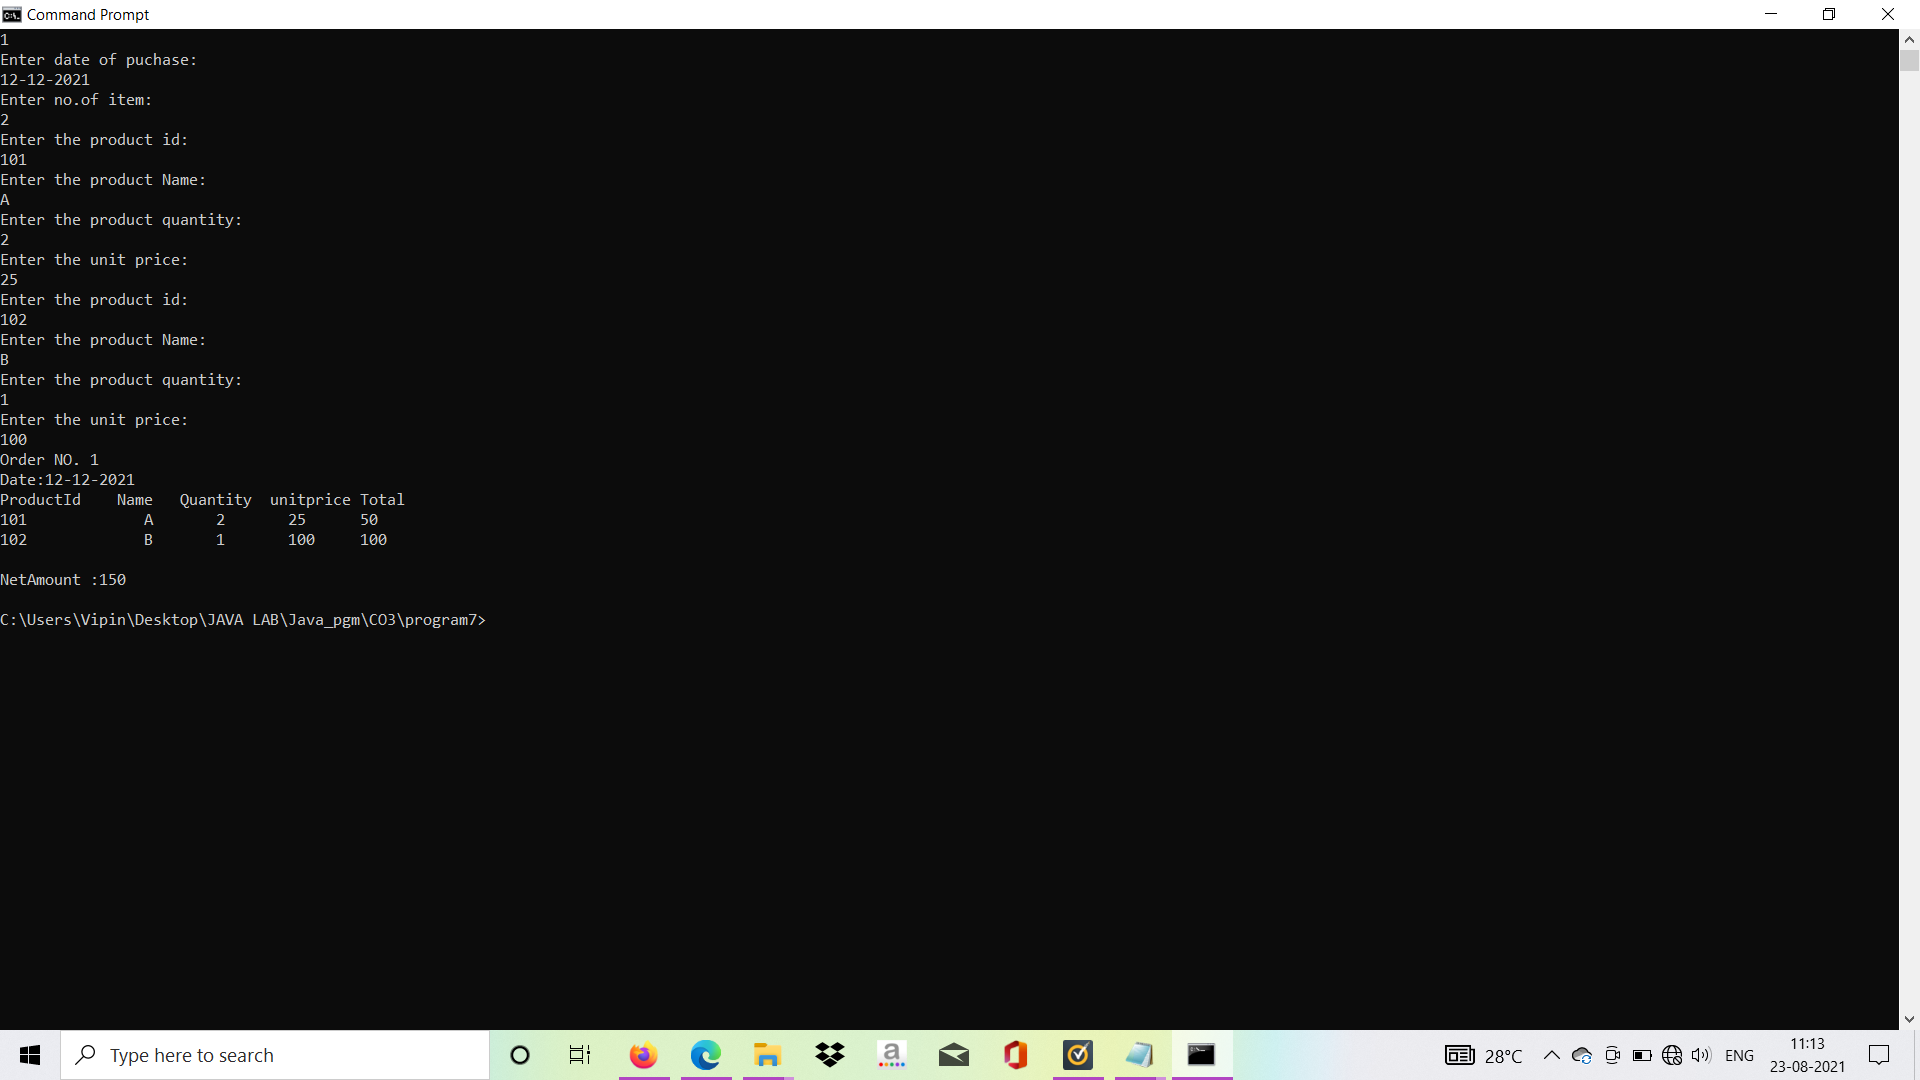 Command Prompt
1
Enter date of puchase:
12-12-2021
Enter no.of item:
2
Enter the product id:
101
Enter the product Name:
A
Enter the product quantity:
2
Enter the unit price:
25
Enter the product id:
102
Enter the product Name:
B
Enter the product quantity:
1
Enter the unit price:
100
Order NO. 1
Date:12-12-2021
ProductId    Name   Quantity  unitprice Total
101             A       2       25      50
102             B       1       100     100
NetAmount :150
C:\Users\Vipin\Desktop\JAVA LAB\Java_pgm\CO3\program7>
Type here to search
28°C
ENG
11:13
23-08-2021